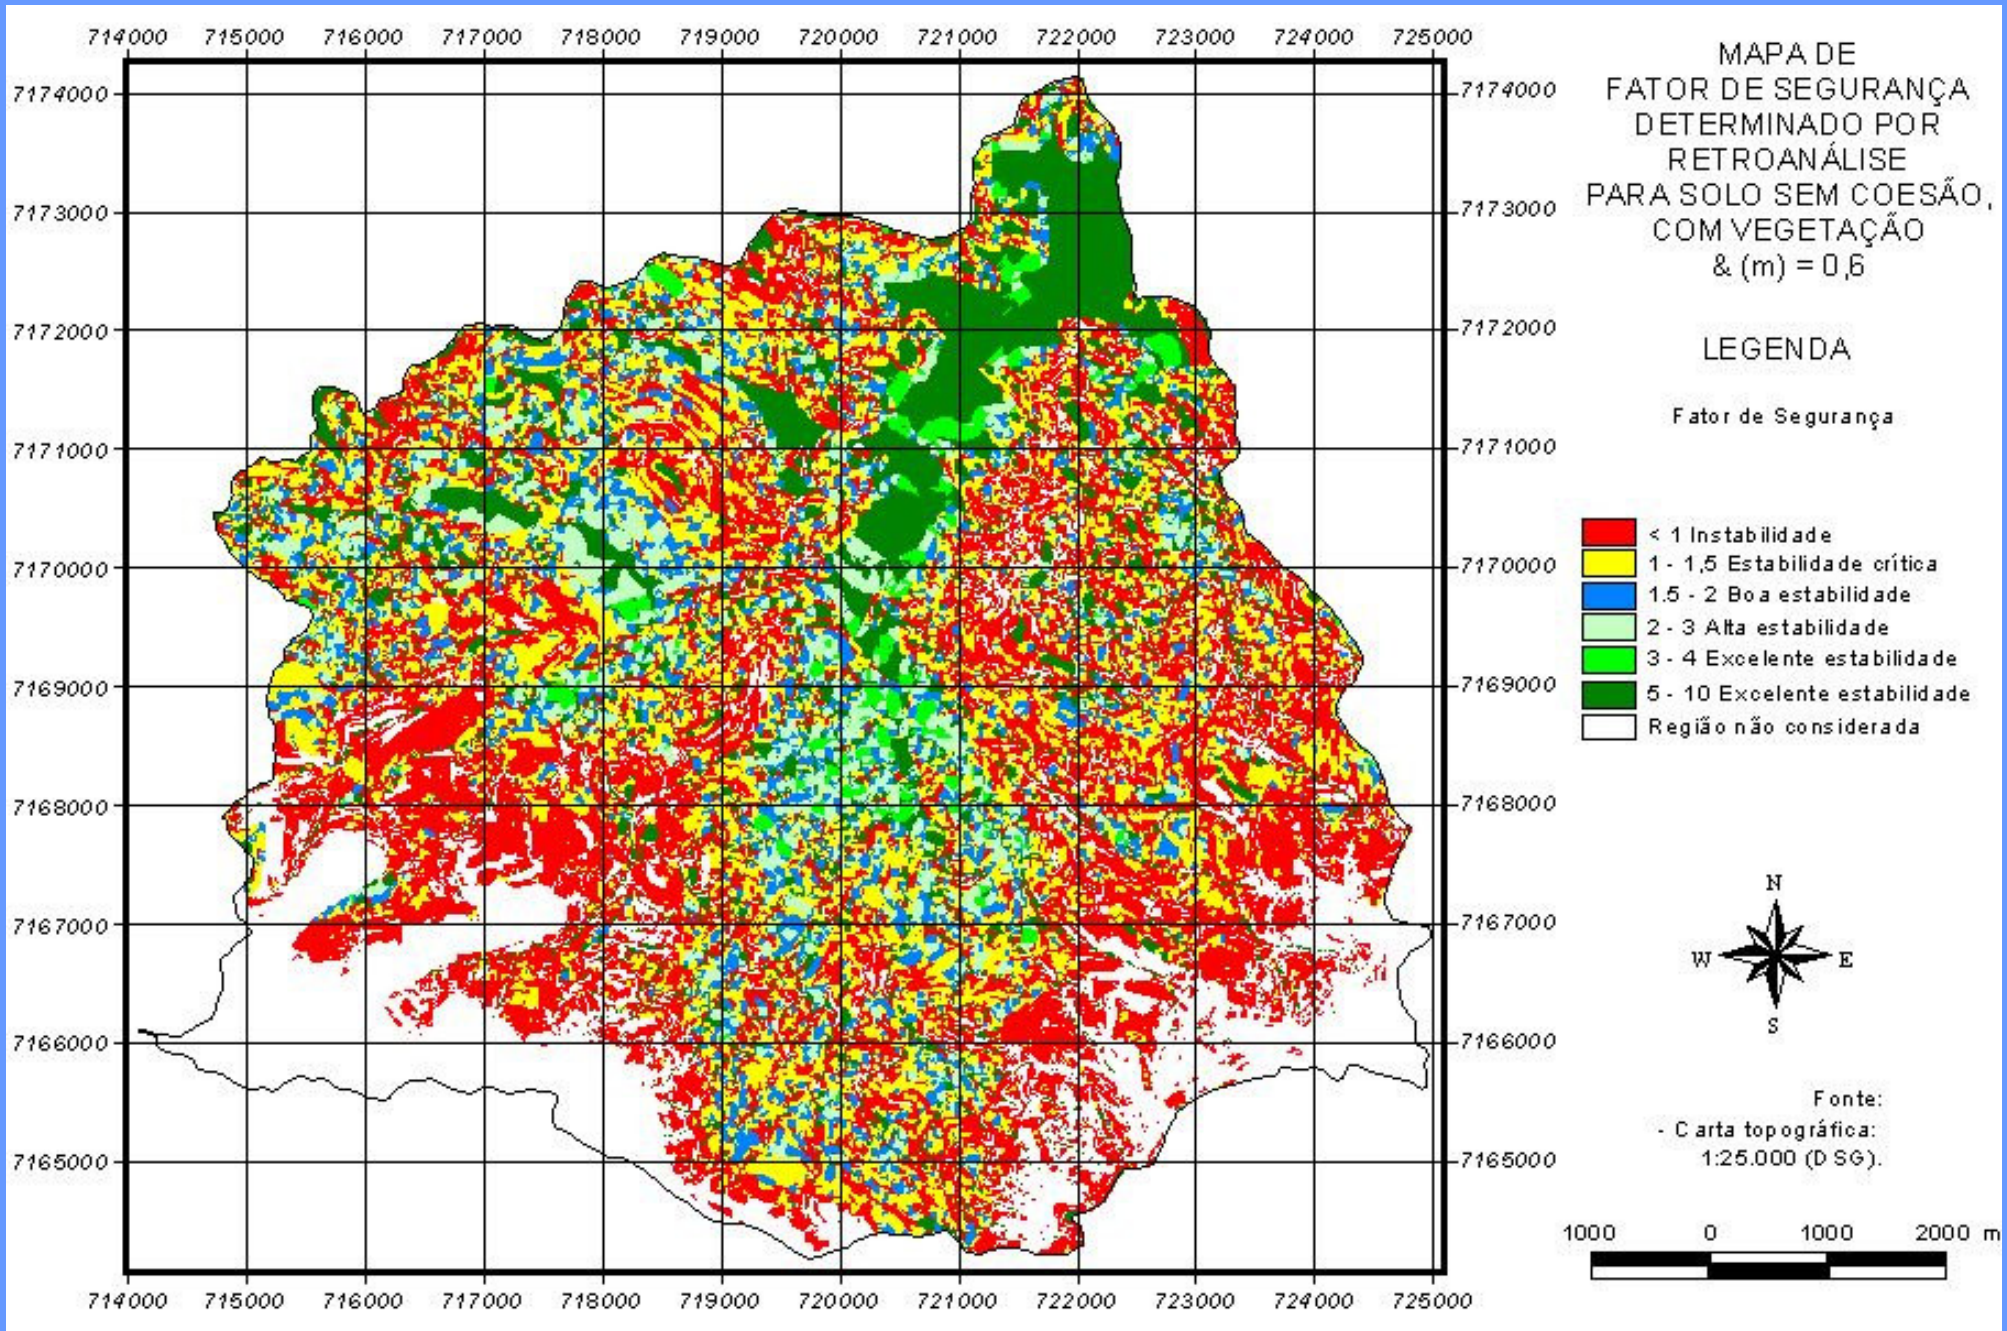 714000 715000 716000 717000 718000 719000 720000 721000 722000 723000 724000 725000
7174000
7173000
7172000
7171000
7170000
7169000
7168000
7167000
7166000
7165000
7174000
7173000
7172000
7171000
7170000
7169000
7168000
7167000
7166000
7165000
714000 715000 716000 717000 718000 719000 720000 721000 722000 723000 724000 725000
MAPA DE
FATOR DE SEGURANÇA
DETERMINADO POR
RETROANÁLISE
PARA SOLO SEM COESÃO,
COM VEGETAÇÃO
& (m) = 0,6
LEGENDA
Fator de Segurança
< 1 Instabilidade
1 - 1,5 Estabilidade crítica
1.5 - 2 Boa estabilidade
2 - 3 Alta estabilidade
3 - 4 Excelente estabilidade
5 - 10 Excelente estabilidade
Região não considerada
N
W E
S
Fonte:
- Carta topográfica:
1:25.000 (DSG).
1000 0 1000 2000 m